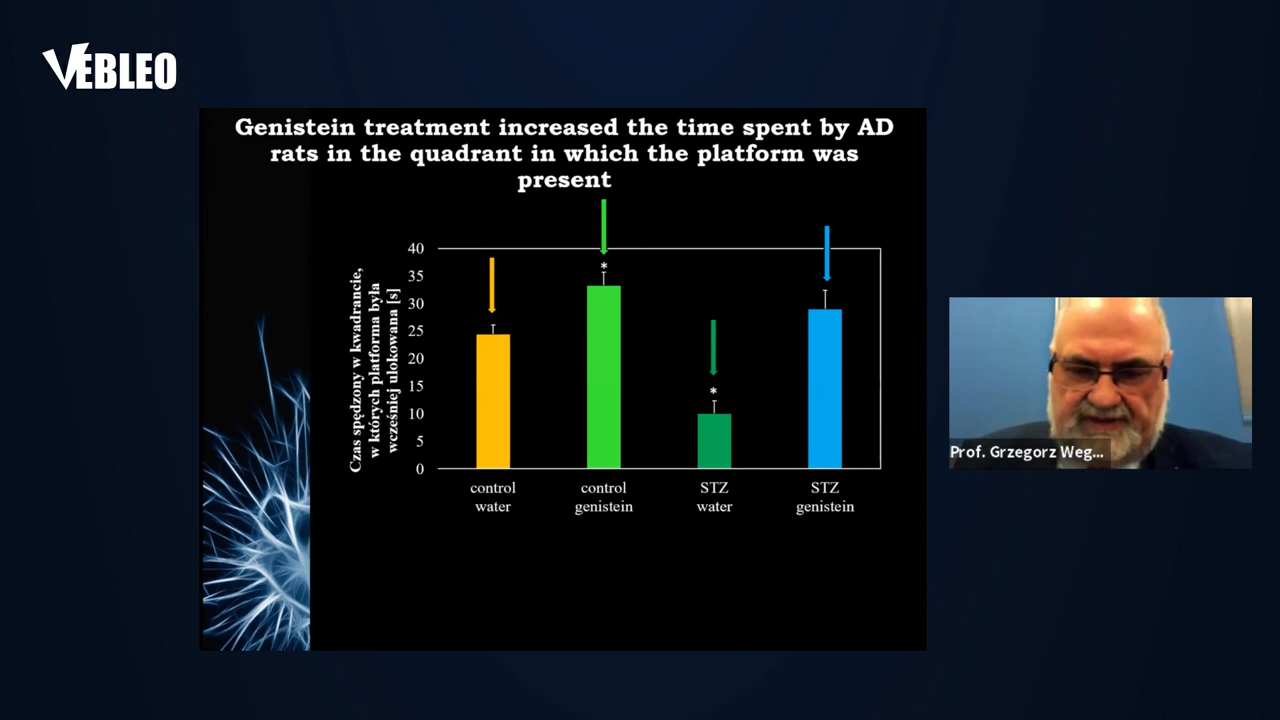 VEBLEO
Genistein treatment increased the time spent by AD
rats in the quadrant in which the platform was
present
Czas spędzony w kwadrancie,
w których platforma była
wcześniej ulokowana [s]
40
35
30
25
20
15
10
5
0
*
*
control
water
control
genistein
STZ
water
STZ
genistein
Prof. Grzegorz Weg...